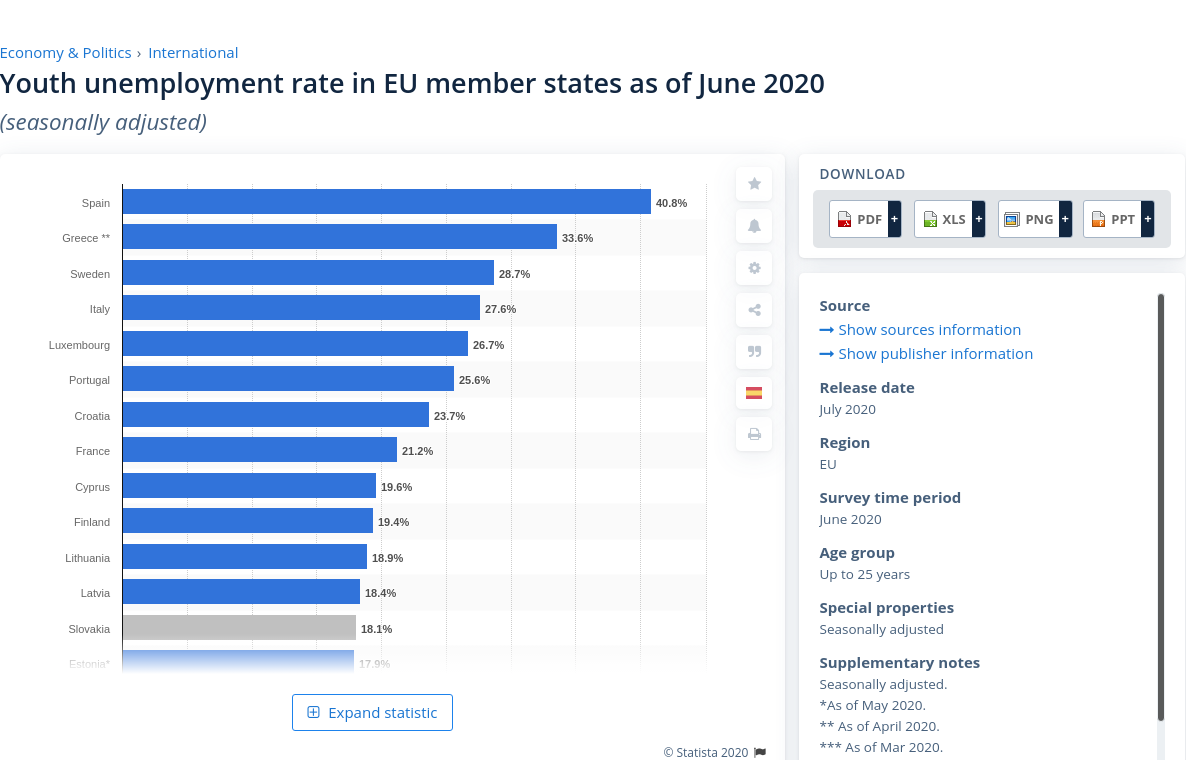 Economy & Politics › International
Youth unemployment rate in EU member states as of June 2020
(seasonally adjusted)
Spain 40.8%
Greece ** 33.6%
Sweden 28.7%
Italy 27.6%
Luxembourg 26.7%
Portugal 25.6%
Croatia 23.7%
France 21.2%
Cyprus 19.6%
Finland 19.4%
Lithuania 18.9%
Latvia 18.4%
Slovakia 18.1%
Estonia* 17.9%
Expand statistic
© Statista 2020
DOWNLOAD
PDF + XLS + PNG + PPT +
Source
Show sources information
Show publisher information
Release date
July 2020
Region
EU
Survey time period
June 2020
Age group
Up to 25 years
Special properties
Seasonally adjusted
Supplementary notes
Seasonally adjusted.
*As of May 2020.
** As of April 2020.
*** As of Mar 2020.